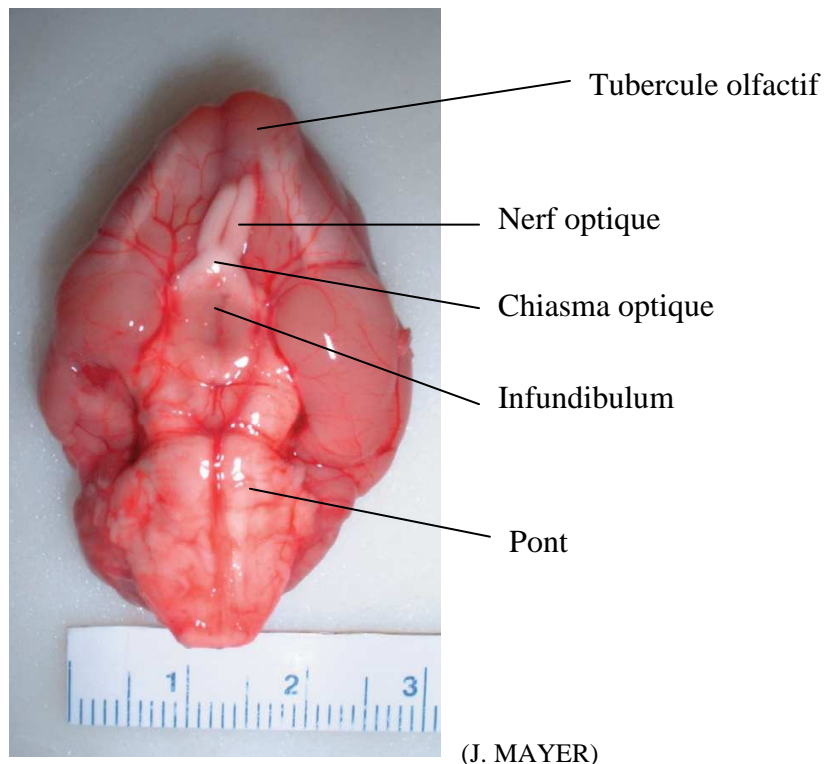 Tubercule olfactif
Nerf optique
Chiasma optique
Infundibulum
Pont
1 2 3
(J. MAYER)